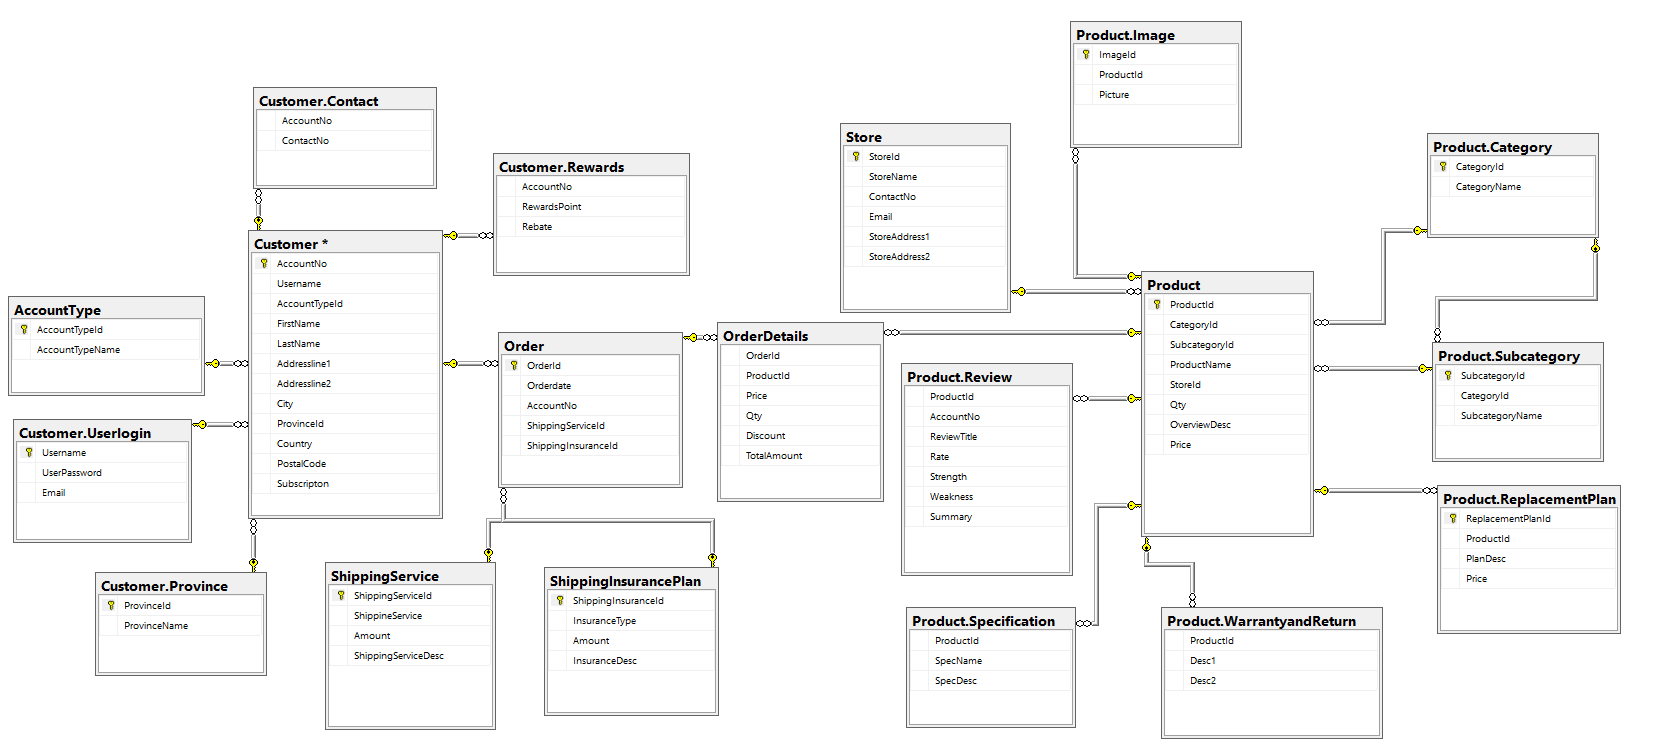 Product.Image
ImageId
ProductId
Picture
Customer.Contact
AccountNo
ContactNo
Store
StoreId
StoreName
ContactNo
Email
StoreAddress1
StoreAddress2
Product.Category
CategoryId
CategoryName
Customer.Rewards
AccountNo
RewardsPoint
Rebate
Customer *
AccountNo
Username
AccountTypeId
FirstName
LastName
Addressline1
Addressline2
City
ProvinceId
Country
PostalCode
Subscripton
Product
ProductId
CategoryId
SubcategoryId
ProductName
StoreId
Qty
OverviewDesc
Price
AccountType
AccountTypeId
AccountTypeName
Order
OrderId
Orderdate
AccountNo
ShippingServiceId
ShippingInsuranceId
OrderDetails
OrderId
ProductId
Price
Qty
Discount
TotalAmount
Product.Subcategory
SubcategoryId
CategoryId
SubcategoryName
Product.Review
ProductId
AccountNo
ReviewTitle
Rate
Strength
Weakness
Summary
Customer.Userlogin
Username
UserPassword
Email
Product.ReplacementPlan
ReplacementPlanId
ProductId
PlanDesc
Price
Customer.Province
ProvinceId
ProvinceName
ShippingService
ShippingServiceId
ShippineService
Amount
ShippingServiceDesc
ShippingInsurancePlan
ShippingInsuranceId
InsuranceType
Amount
InsuranceDesc
Product.Specification
ProductId
SpecName
SpecDesc
Product.WarrantyandReturn
ProductId
Desc1
Desc2